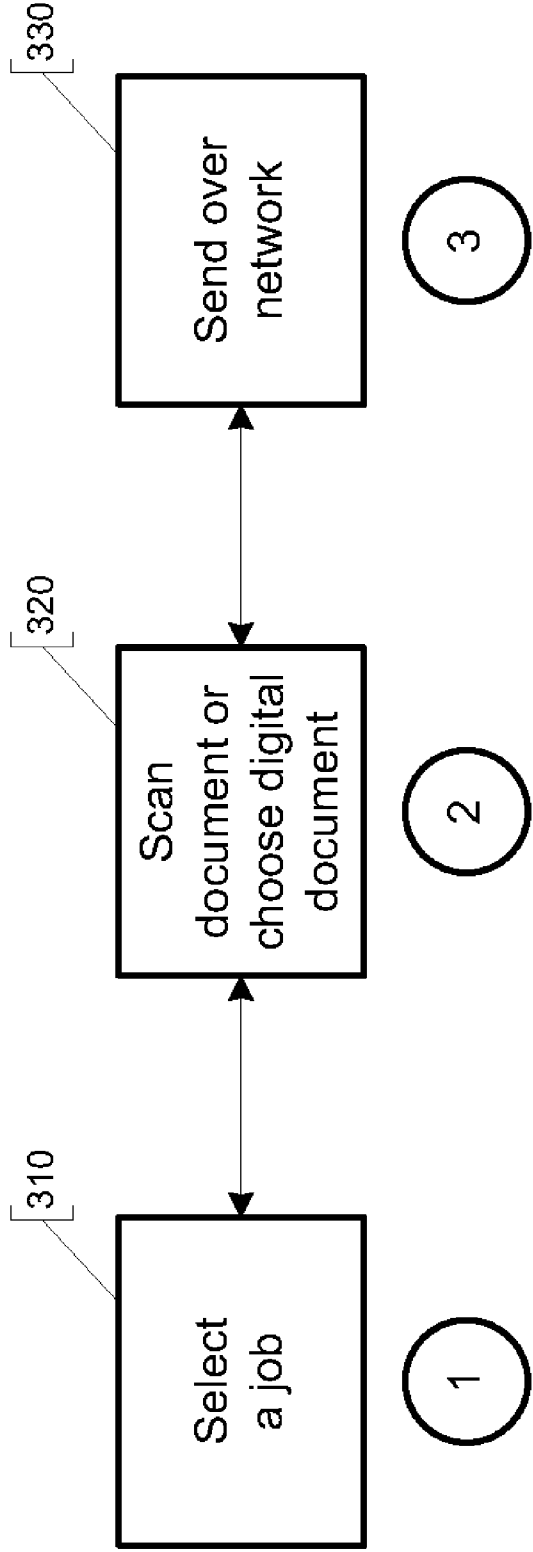 310
320
330
Select
a job
Scan
document or
choose digital
document
Send over
network
1
2
3